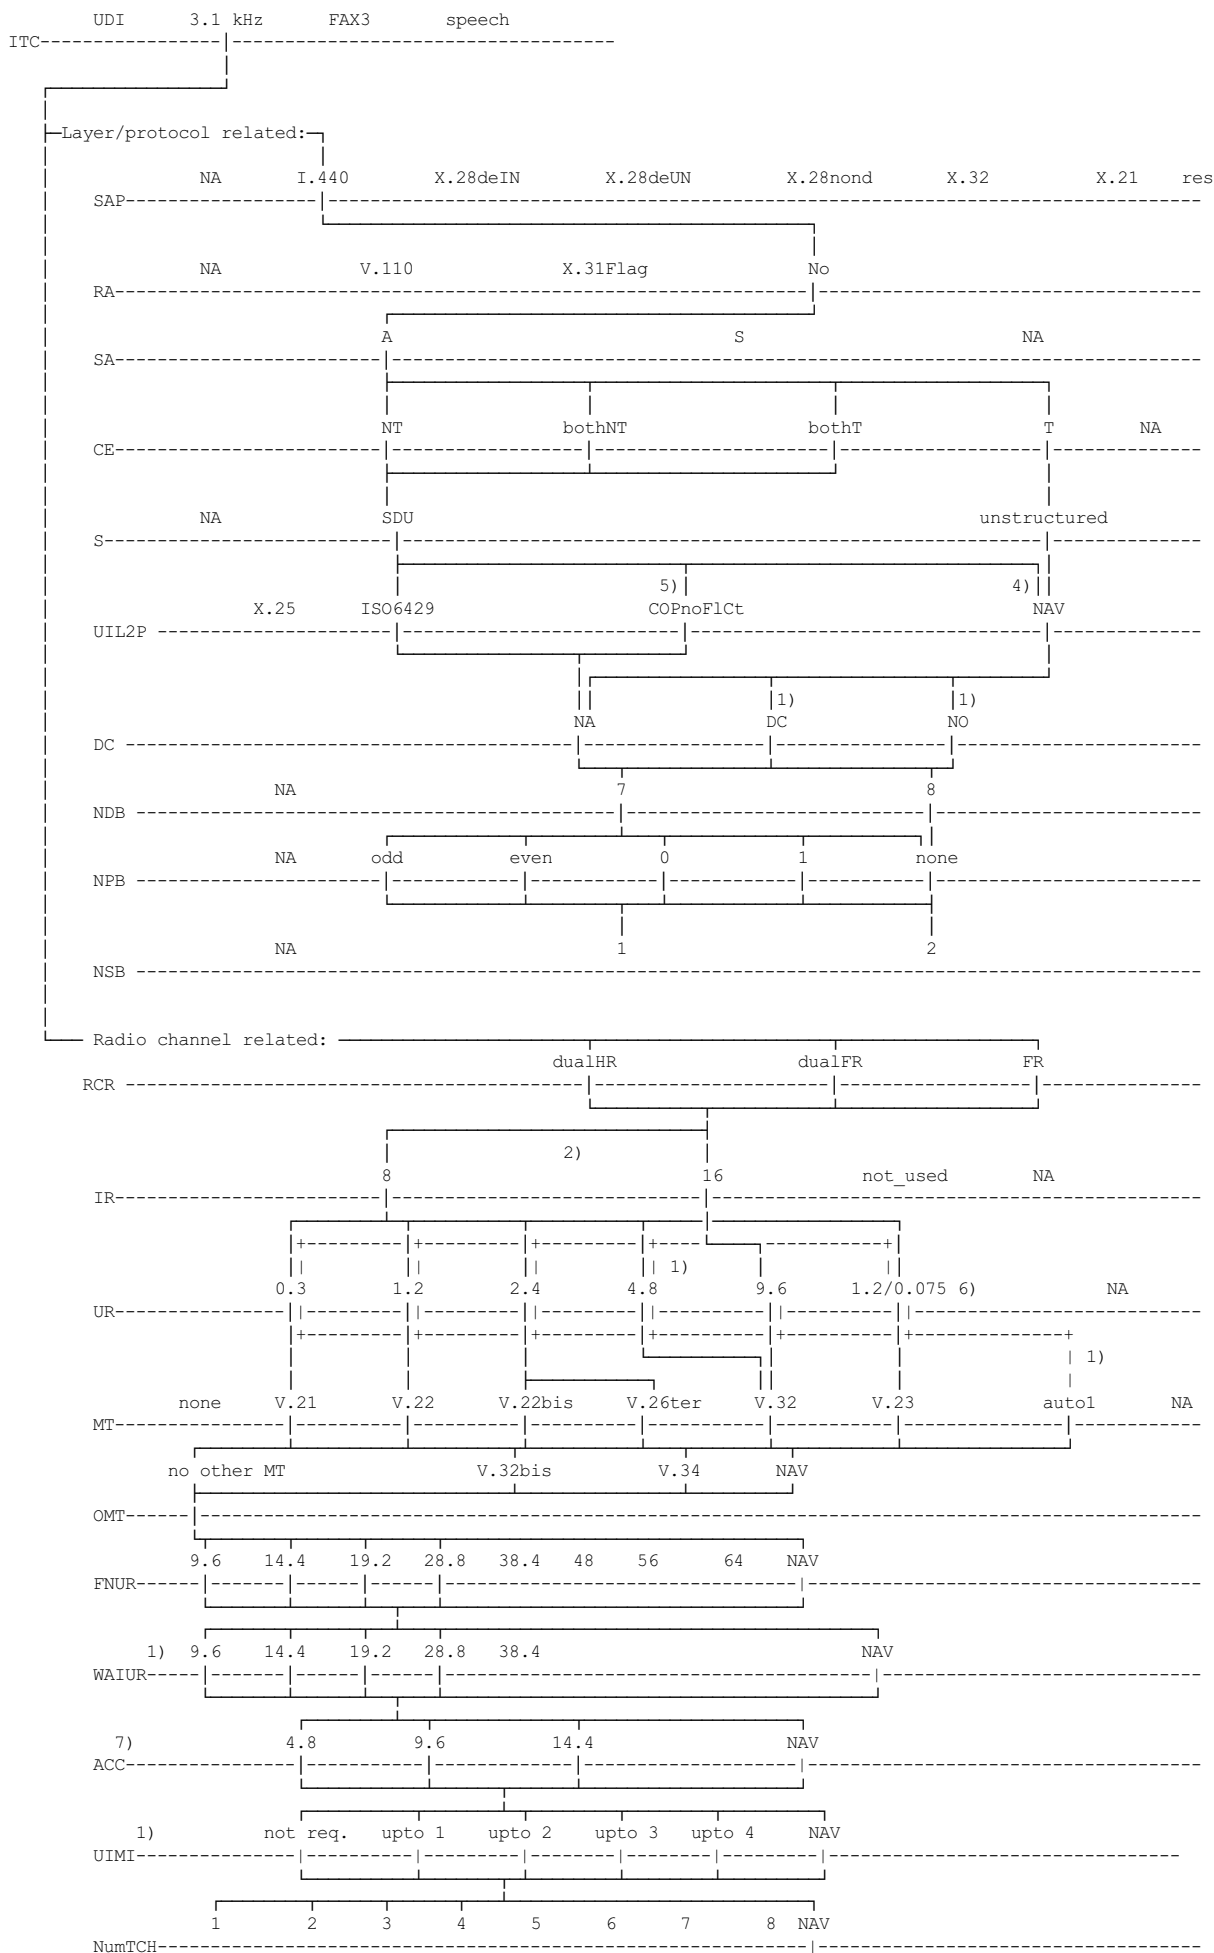 UDI 3.1 kHz FAX3 speech
ITC
Layer/protocol related:
NA I.440 X.28deIN X.28deUN X.28nond X.32 X.21 res
SAP
NA V.110 X.31Flag No
RA
A S NA
SA
NT bothNT bothT T NA
CE
NA SDU unstructured
S
5) 4)
X.25 ISO6429 COPnoFlCt NAV
UIL2P
1) 1)
NA DC NO
DC
NA 7 8
NDB
NA odd even 0 1 none
NPB
NA 1 2
NSB
Radio channel related:
dualHR dualFR FR
RCR
2)
8 16 not_used NA
IR
1)
0.3 1.2 2.4 4.8 9.6 1.2/0.075 6) NA
UR
1)
none V.21 V.22 V.22bis V.26ter V.32 V.23 auto1 NA
MT
no other MT V.32bis V.34 NAV
OMT
9.6 14.4 19.2 28.8 38.4 48 56 64 NAV
FNUR
1) 9.6 14.4 19.2 28.8 38.4 NAV
WAIUR
7) 4.8 9.6 14.4 NAV
ACC
1) not req. upto 1 upto 2 upto 3 upto 4 NAV
UIMI
1 2 3 4 5 6 7 8 NAV
NumTCH